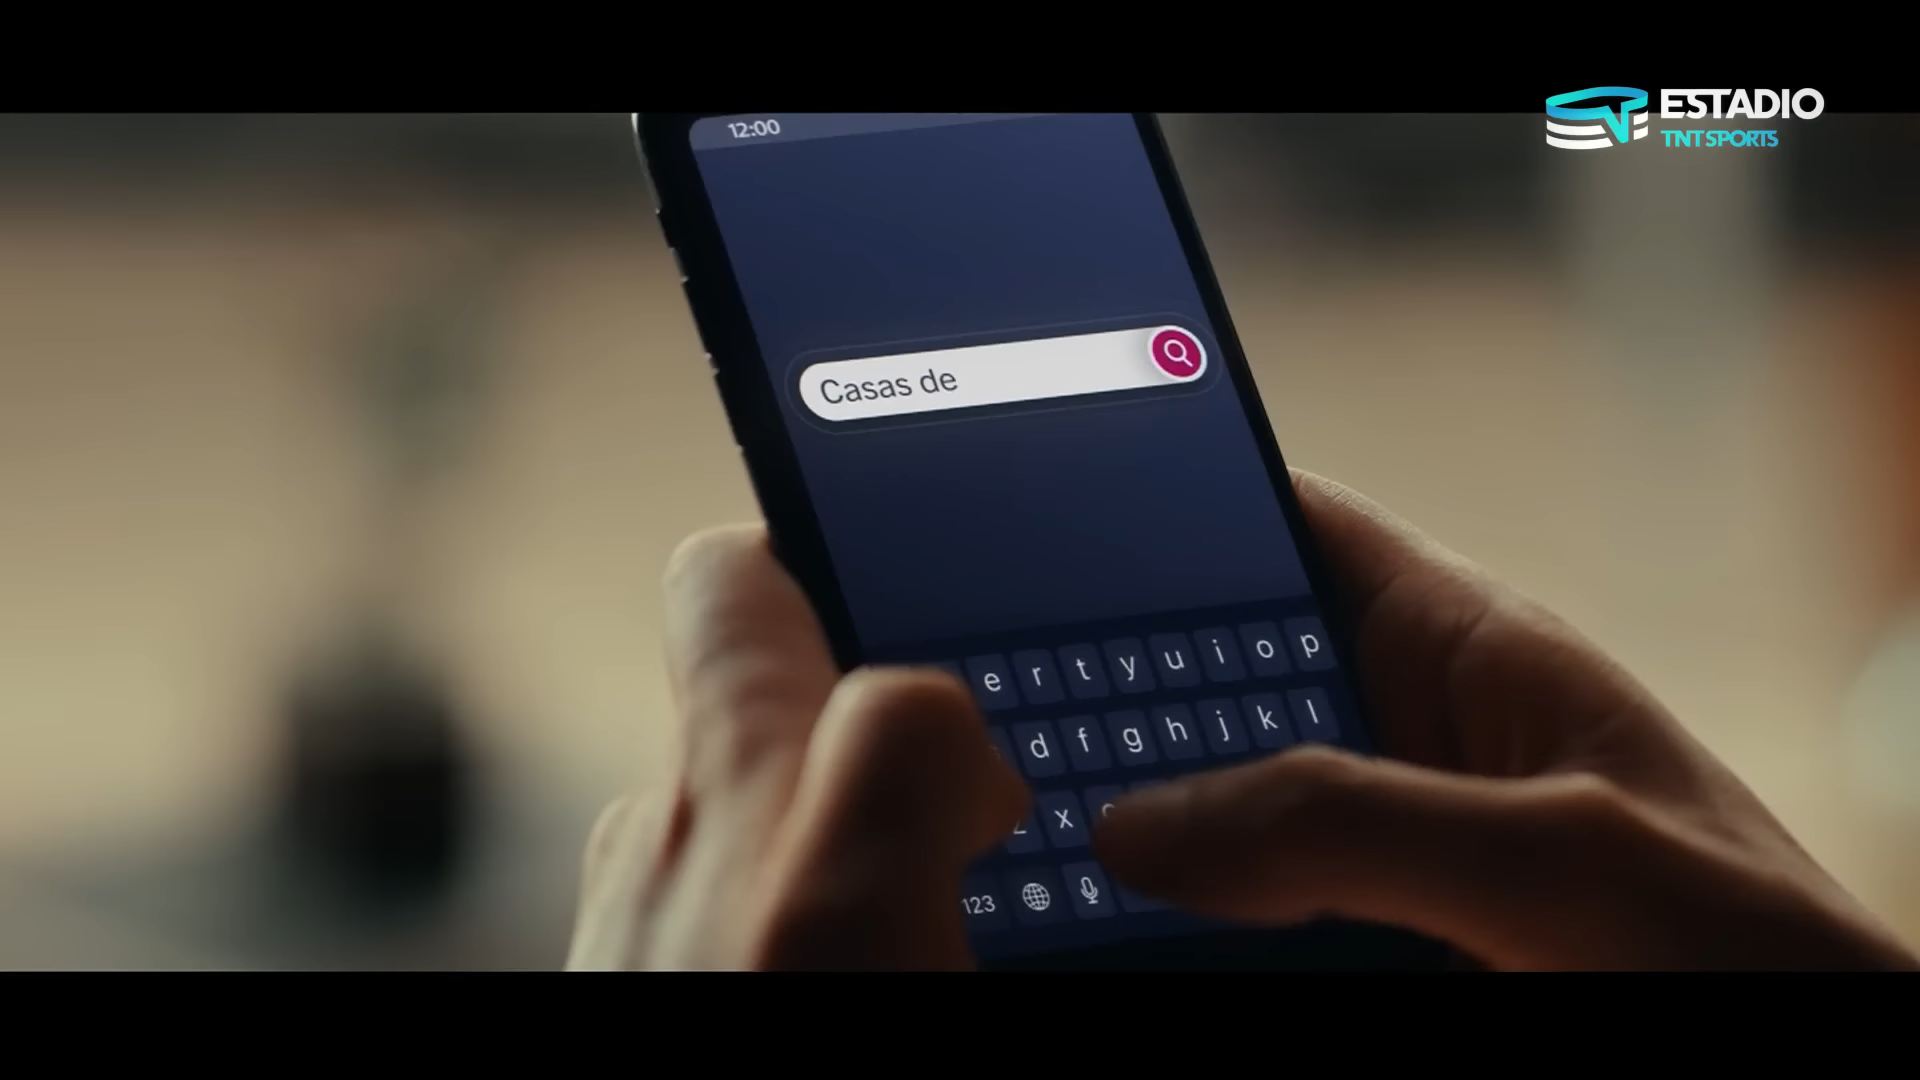 12:00
ESTADIO
TNT SPORTS
Casas de
e r t y u i o p
d f g h j k l
x
123